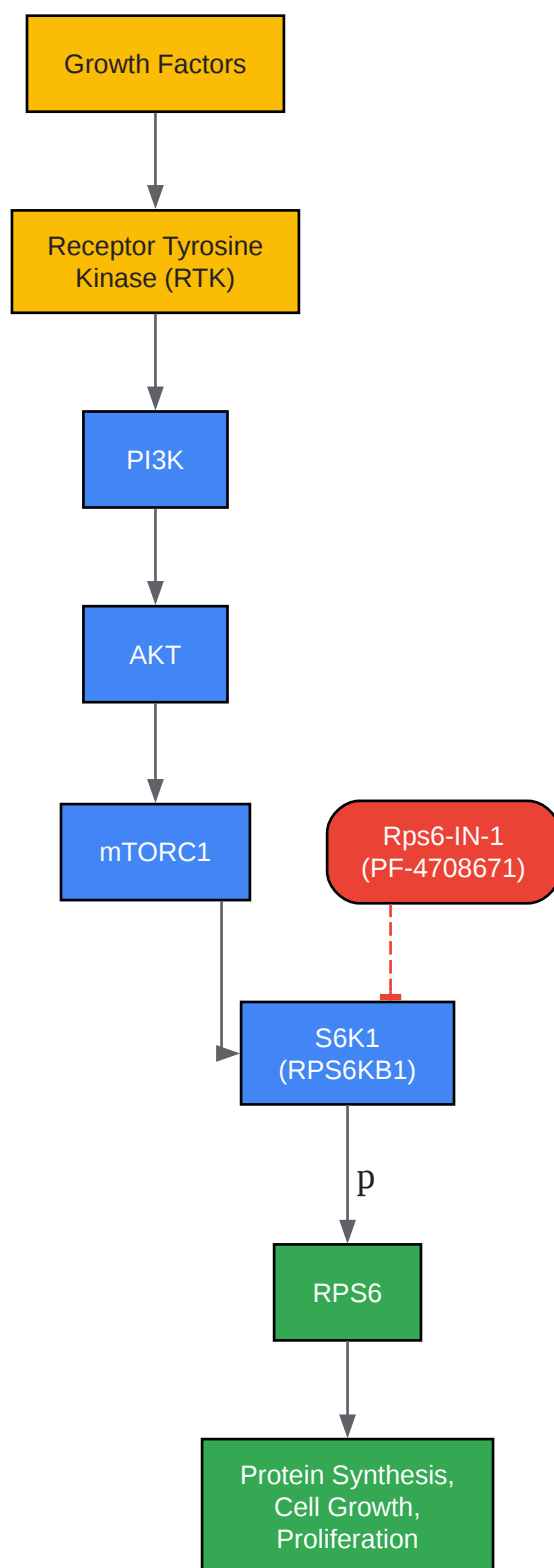 Growth Factors
Receptor Tyrosine
Kinase (RTK)
PI3K
AKT
mTORC1
Rps6-IN-1
(PF-4708671)
S6K1
(RPS6KB1)
p
RPS6
Protein Synthesis,
Cell Growth,
Proliferation